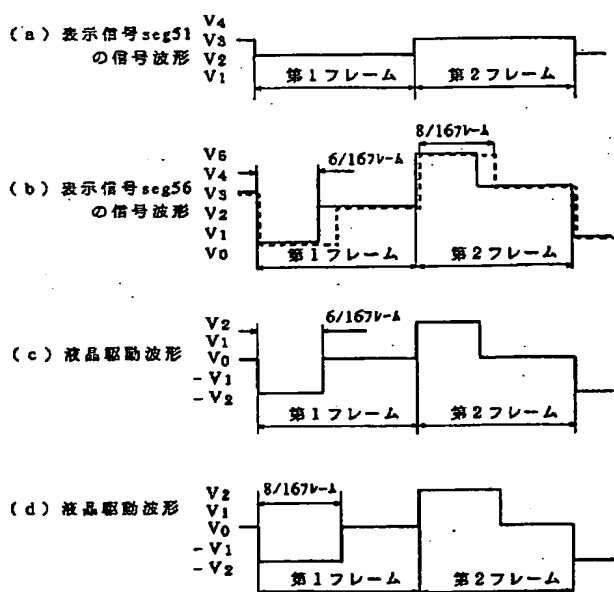 (a) 表示信号seg51
の信号波形
V4
V3
V2
V1
第1フレーム
第2フレーム
(b) 表示信号seg56
の信号波形
V5
V4
V3
V2
V1
V0
6/16フレーム
8/16フレーム
第1フレーム
第2フレーム
(c) 液晶駆動波形
V2
V1
V0
-V1
-V2
6/16フレーム
第1フレーム
第2フレーム
(d) 液晶駆動波形
V2
V1
V0
-V1
-V2
8/16フレーム
第1フレーム
第2フレーム